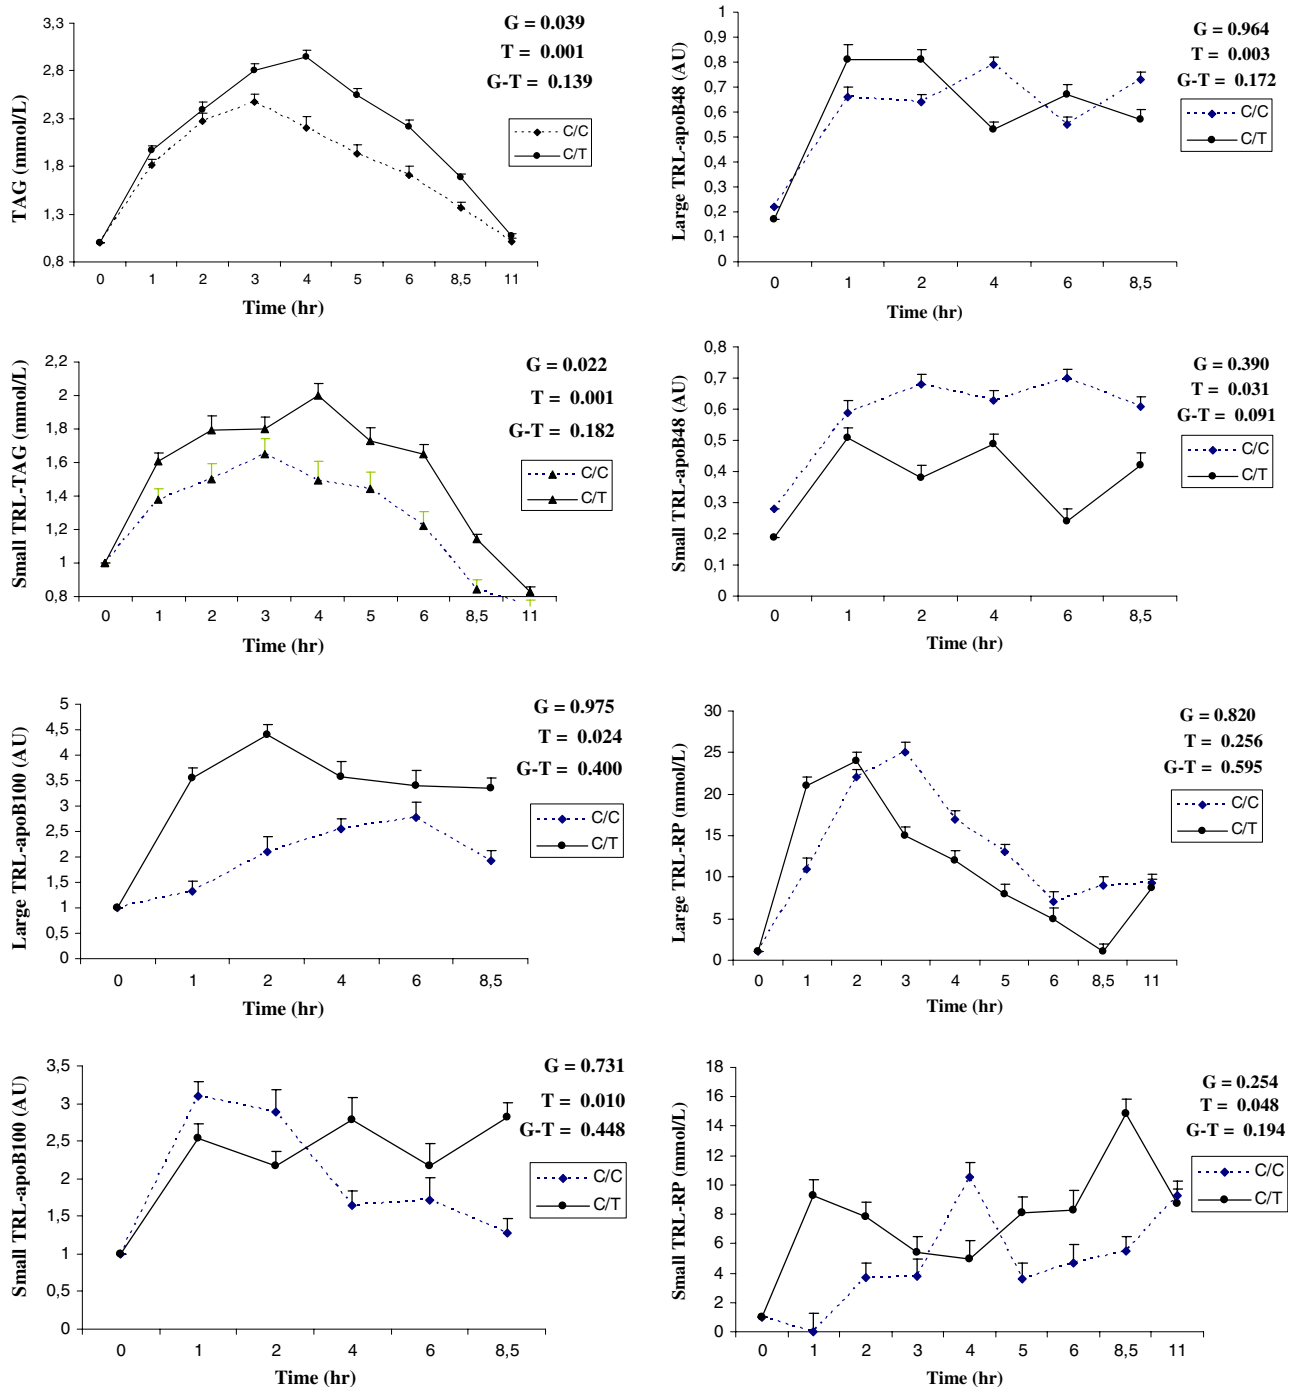 TAG (mmol/L)
3,3
2,8
2,3
1,8
1,3
0,8
0 1 2 3 4 5 6 8,5 11
Time (hr)
G = 0.039
T = 0.001
G-T = 0.139
C/C
C/T
Large TRL-apoB48 (AU)
1
0,9
0,8
0,7
0,6
0,5
0,4
0,3
0,2
0,1
0
0 1 2 4 6 8,5
Time (hr)
G = 0.964
T = 0.003
G-T = 0.172
C/C
C/T
Small TRL-TAG (mmol/L)
2,2
2
1,8
1,6
1,4
1,2
1
0,8
0 1 2 3 4 5 6 8,5 11
Time (hr)
G = 0.022
T = 0.001
G-T = 0.182
C/C
C/T
Small TRL-apoB48 (AU)
0,8
0,7
0,6
0,5
0,4
0,3
0,2
0,1
0
0 1 2 4 6 8,5
Time (hr)
G = 0.390
T = 0.031
G-T = 0.091
C/C
C/T
Large TRL-apoB100 (AU)
5
4,5
4
3,5
3
2,5
2
1,5
1
0,5
0
0 1 2 4 6 8,5
Time (hr)
G = 0.975
T = 0.024
G-T = 0.400
C/C
C/T
Large TRL-RP (mmol/L)
30
25
20
15
10
5
0
0 1 2 3 4 5 6 8,5 11
Time (hr)
G = 0.820
T = 0.256
G-T = 0.595
C/C
C/T
Small TRL-apoB100 (AU)
3,5
3
2,5
2
1,5
1
0,5
0
0 1 2 4 6 8,5
Time (hr)
G = 0.731
T = 0.010
G-T = 0.448
C/C
C/T
Small TRL-RP (mmol/L)
18
16
14
12
10
8
6
4
2
0
0 1 2 3 4 5 6 8,5 11
Time (hr)
G = 0.254
T = 0.048
G-T = 0.194
C/C
C/T